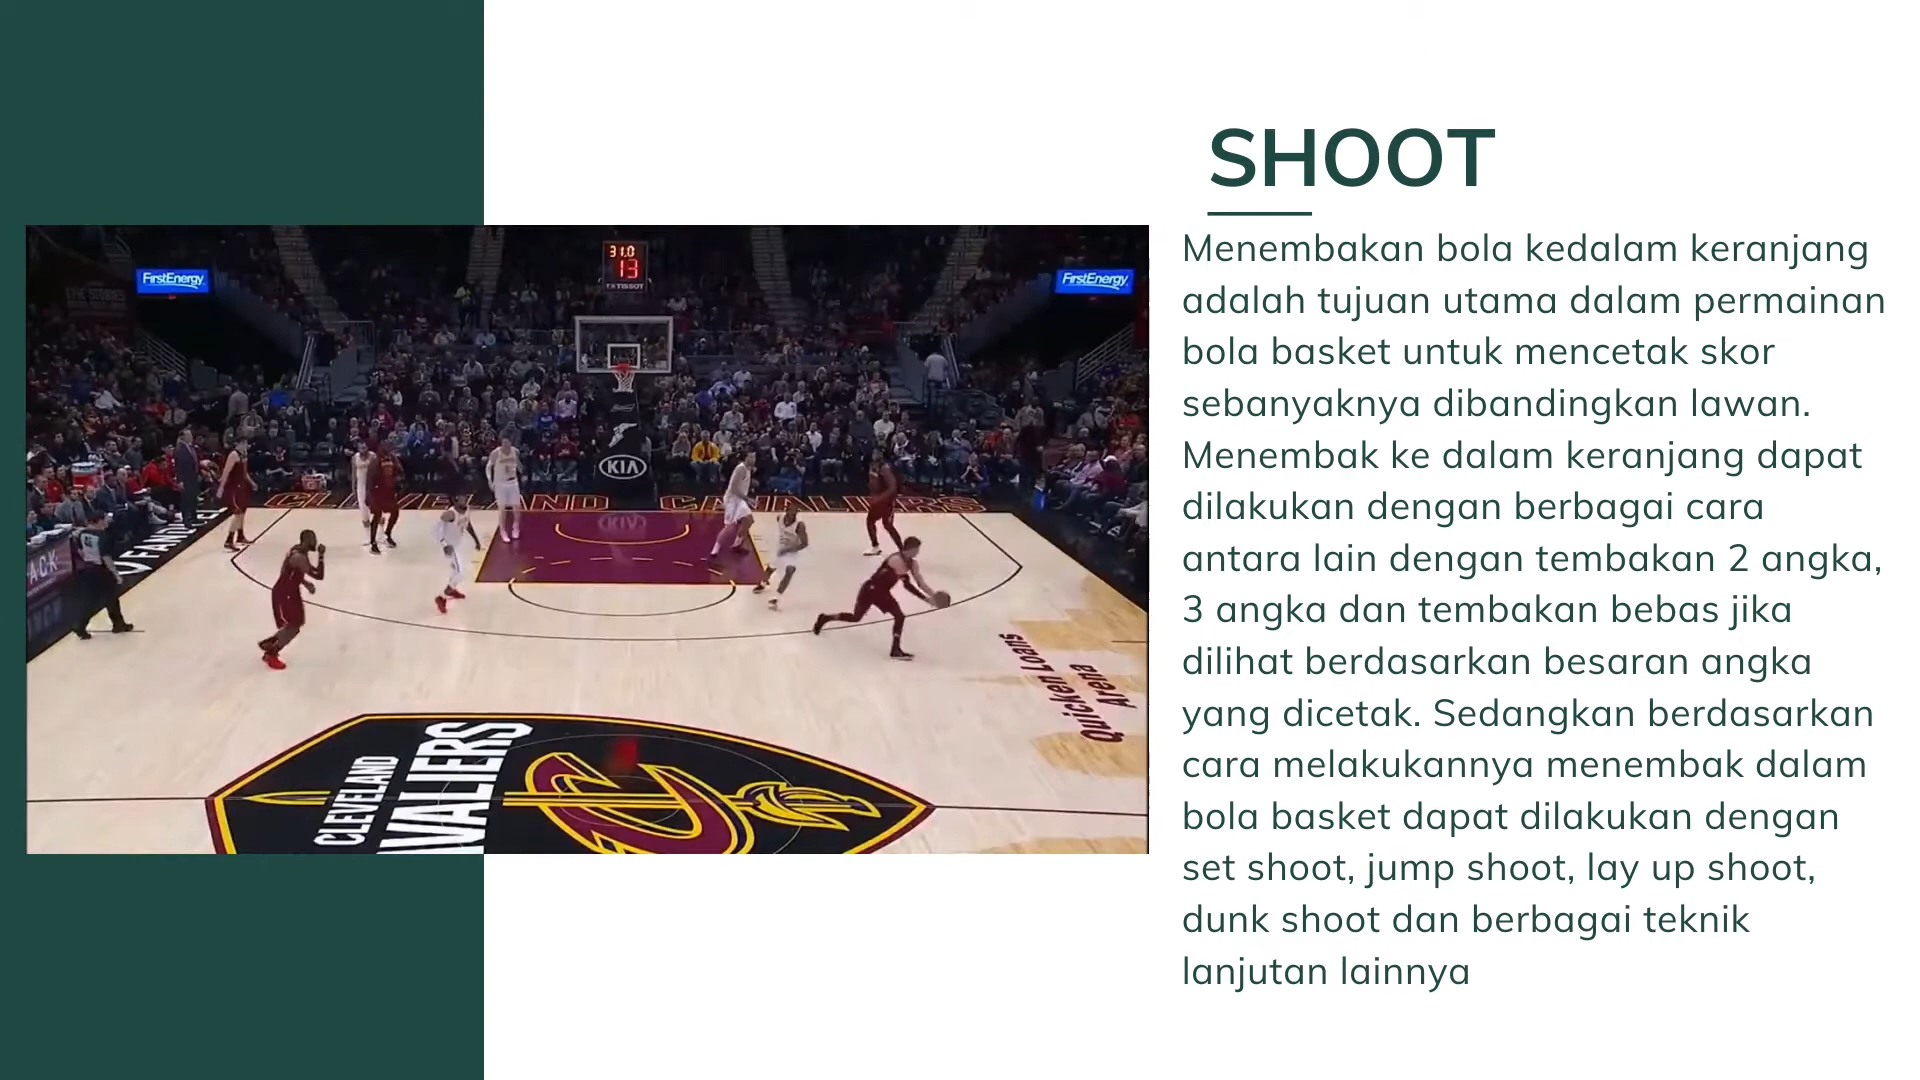 SHOOT
Menembakan bola kedalam keranjang
adalah tujuan utama dalam permainan
bola basket untuk mencetak skor
sebanyaknya dibandingkan lawan.
Menembak ke dalam keranjang dapat
dilakukan dengan berbagai cara
antara lain dengan tembakan 2 angka,
3 angka dan tembakan bebas jika
dilihat berdasarkan besaran angka
yang dicetak. Sedangkan berdasarkan
cara melakukannya menembak dalam
bola basket dapat dilakukan dengan
set shoot, jump shoot, lay up shoot,
dunk shoot dan berbagai teknik
lanjutan lainnya
31.0
13
TISSOT
FirstEnergy
FirstEnergy
KIA
CLEVELAND CAVALIERS
Quicken Loans
Arena
CLEVELAND
VALIERS